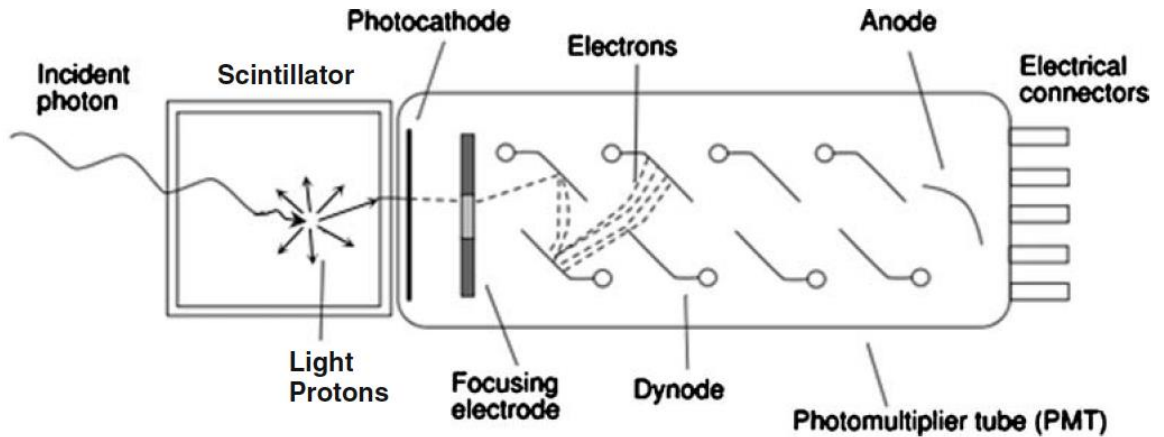 Photocathode
Anode
Electrons
Incident
photon
Scintillator
Electrical
connectors
Light
Protons
Focusing
electrode
Dynode
Photomultiplier tube (PMT)